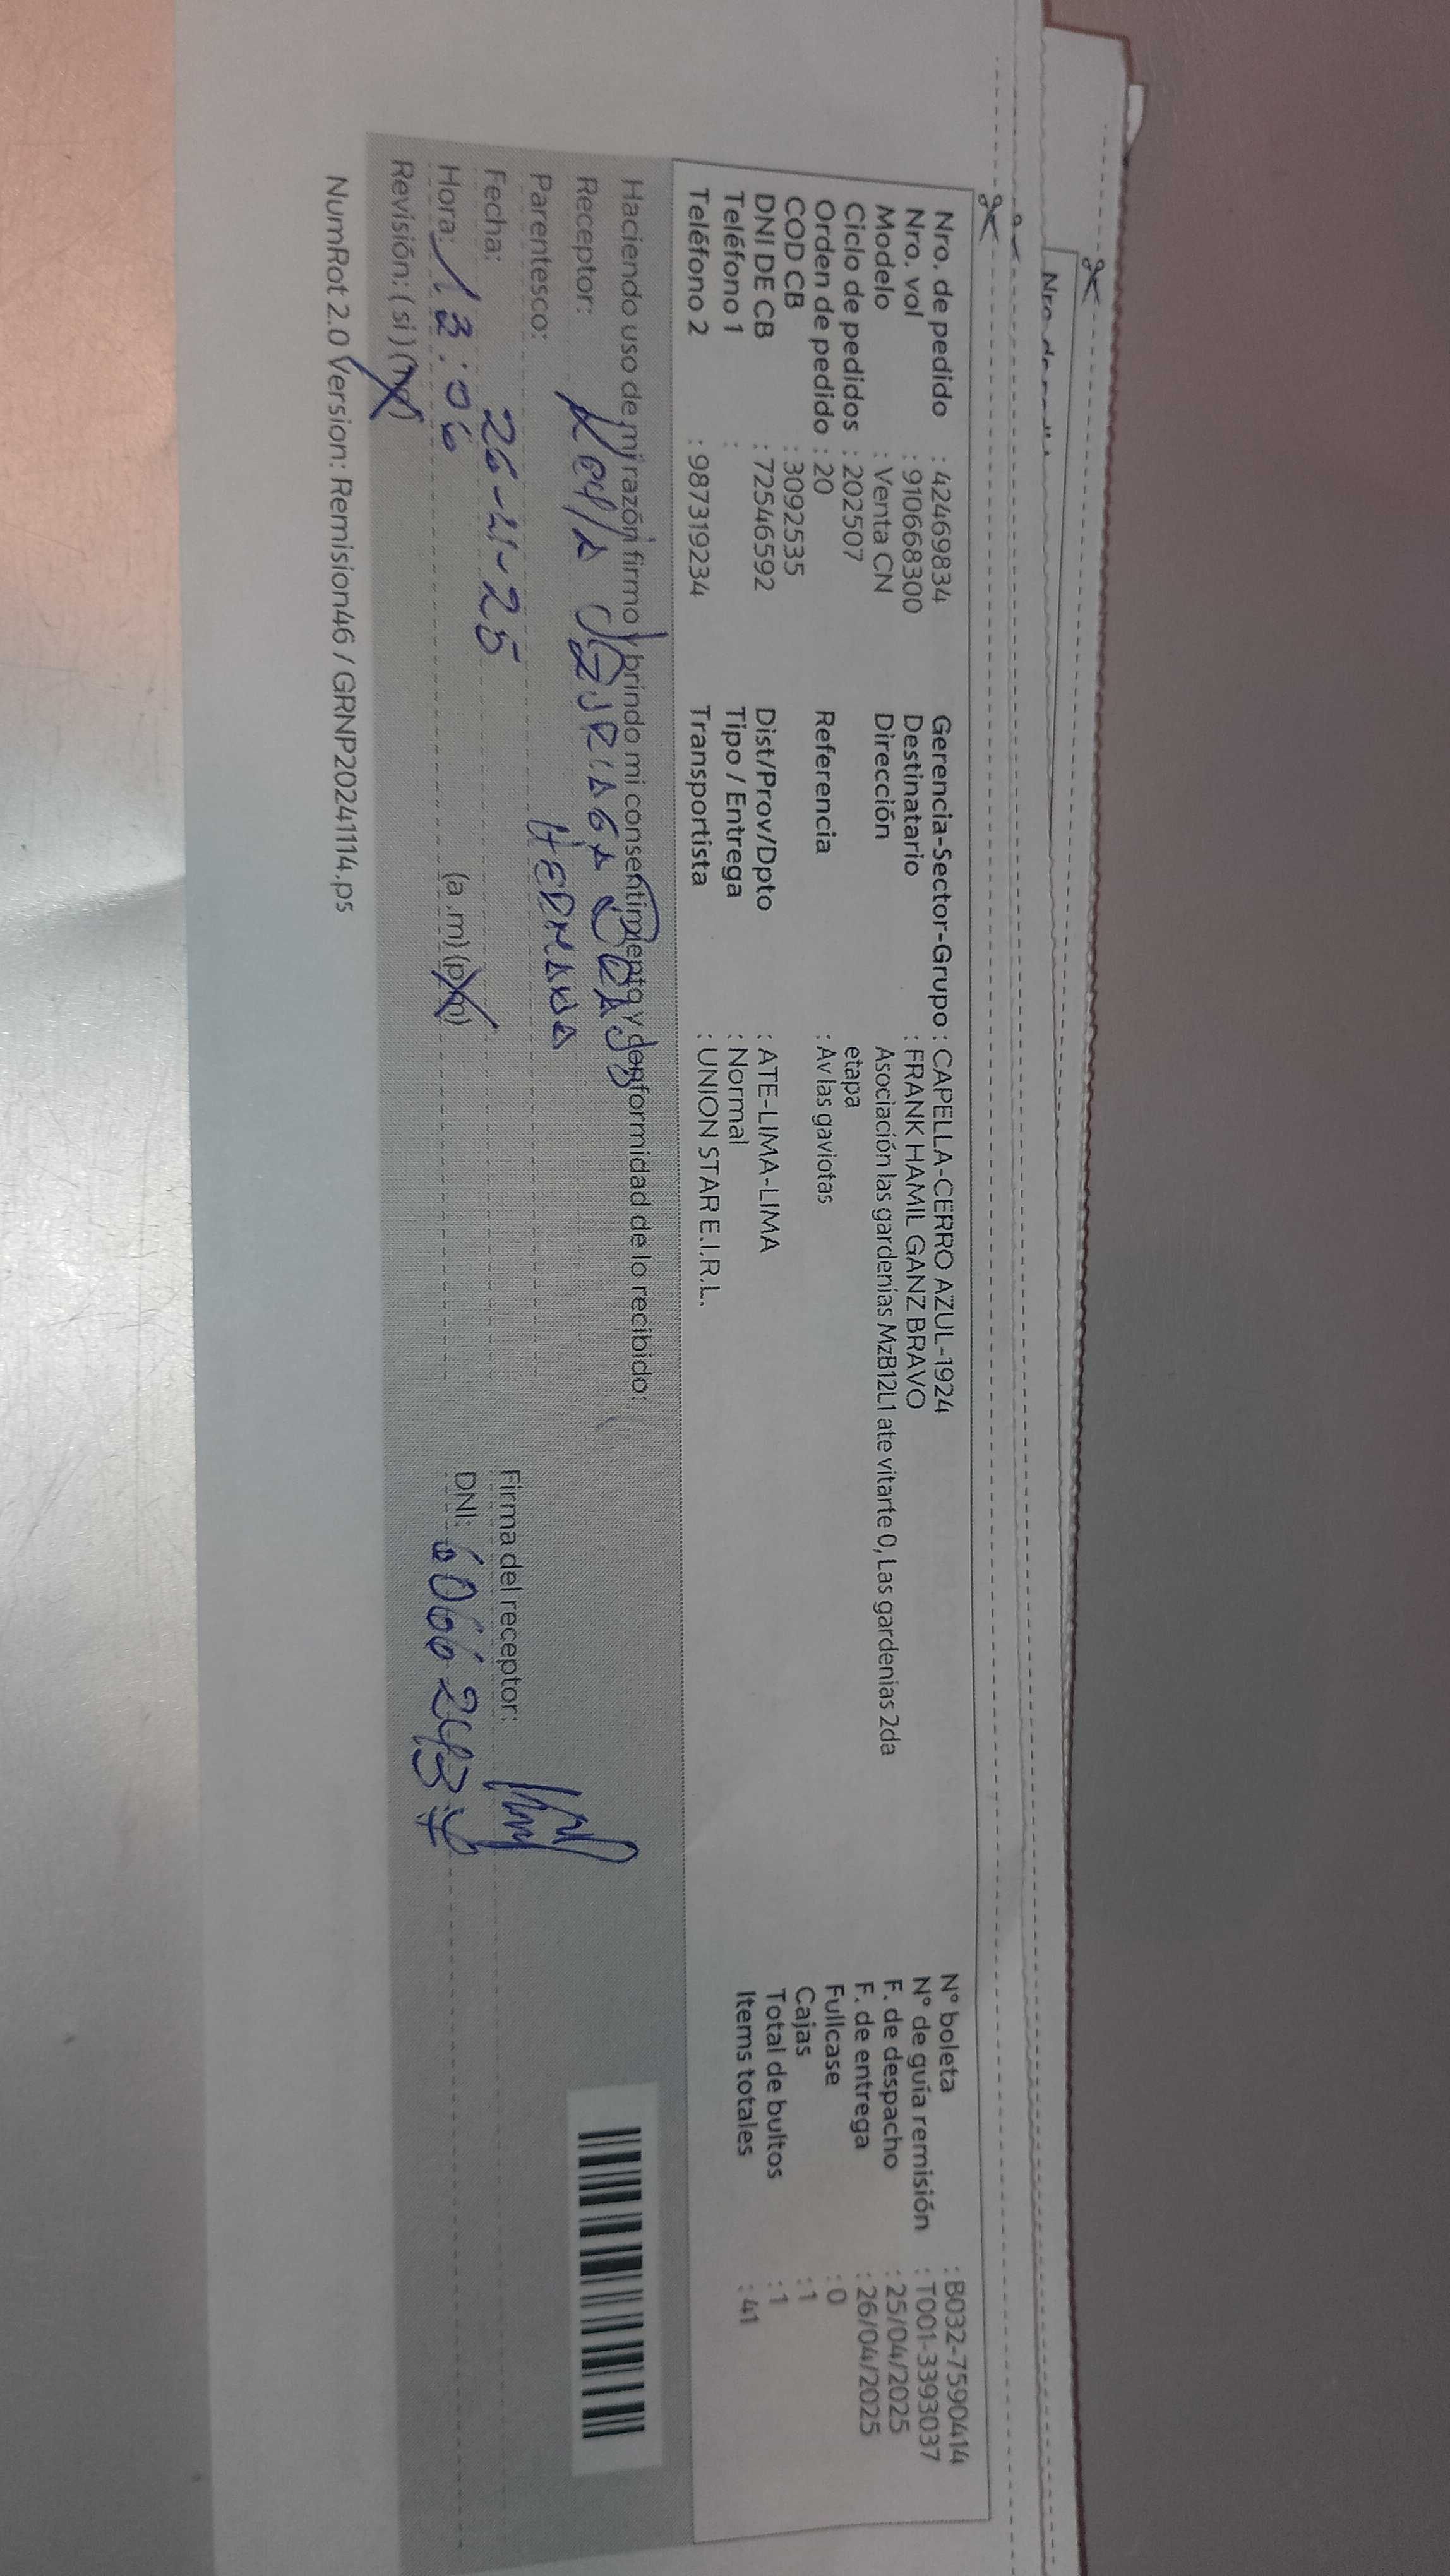 Nro. de pedido : 42469834 Gerencia-Sector-Grupo : CAPELLA-CERRO AZUL-1924 N° boleta : B032-7590414
Nro. vol : 910668300 Destinatario : FRANK HAMIL GANZ BRAVO N° de guía remisión : T001-3393037
Modelo : Venta CN Dirección Asociación las gardenias MzB12L1 ate vitarte 0, Las gardenias 2da F. de despacho : 25/04/2025
Ciclo de pedidos : 202507 etapa F. de entrega : 26/04/2025
Orden de pedido : 20 Referencia : Av las gaviotas Fullcase : 0
COD CB : 3092535 Cajas : 1
DNI DE CB : 72546592 Dist/Prov/Dpto : ATE-LIMA-LIMA Total de bultos : 1
Teléfono 1 : Tipo / Entrega : Normal Items totales : 41
Teléfono 2 : 987319234 Transportista : UNION STAR E.I.R.L.
Haciendo uso de mi razón firmo y brindo mi consentimiento y conformidad de lo recibido:
Receptor:
Parentesco: HERMANA
Fecha: 26-4-25 Firma del receptor:
Hora: 13:06 (a.m) (p.m) DNI:
Revisión: (si) (no)
NumRot 2.0 Version: Remision46 / GRNP20241114.ps